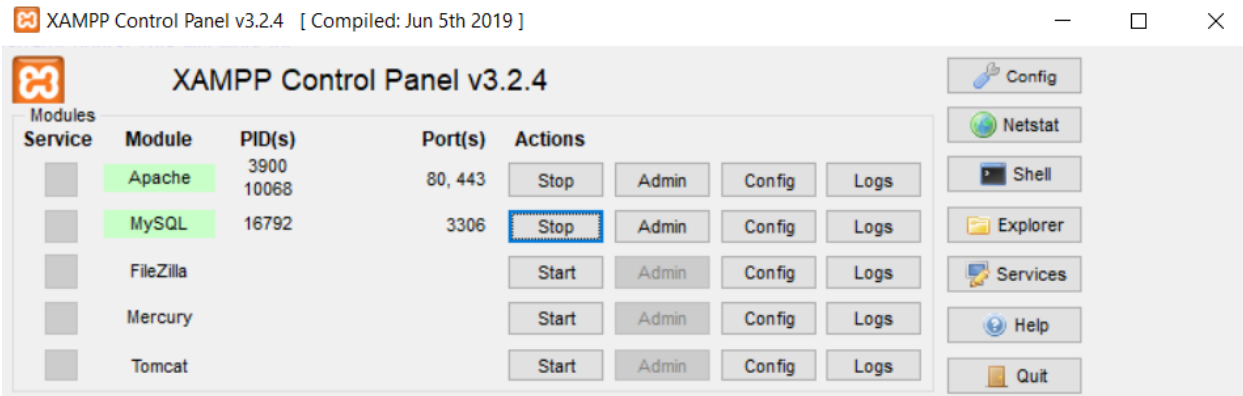 XAMPP Control Panel v3.2.4 [ Compiled: Jun 5th 2019 ]
XAMPP Control Panel v3.2.4
Config
Modules
Netstat
Service Module PID(s) Port(s) Actions
Apache 3900 10068 80, 443 Stop Admin Config Logs
Shell
MySQL 16792 3306 Stop Admin Config Logs
Explorer
FileZilla Start Admin Config Logs
Services
Mercury Start Admin Config Logs
Help
Tomcat Start Admin Config Logs
Quit